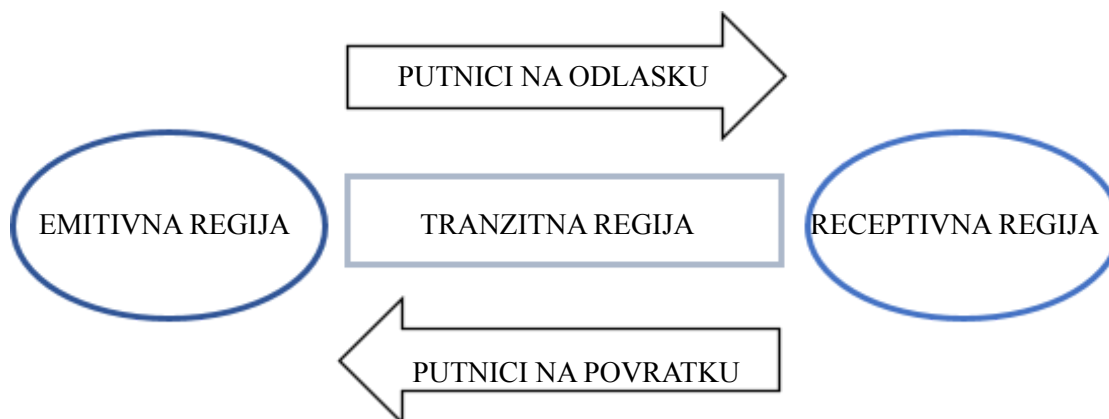 PUTNICI NA ODLASKU
EMITIVNA REGIJA
TRANZITNA REGIJA
RECEPTIVNA REGIJA
PUTNICI NA POVRATKU